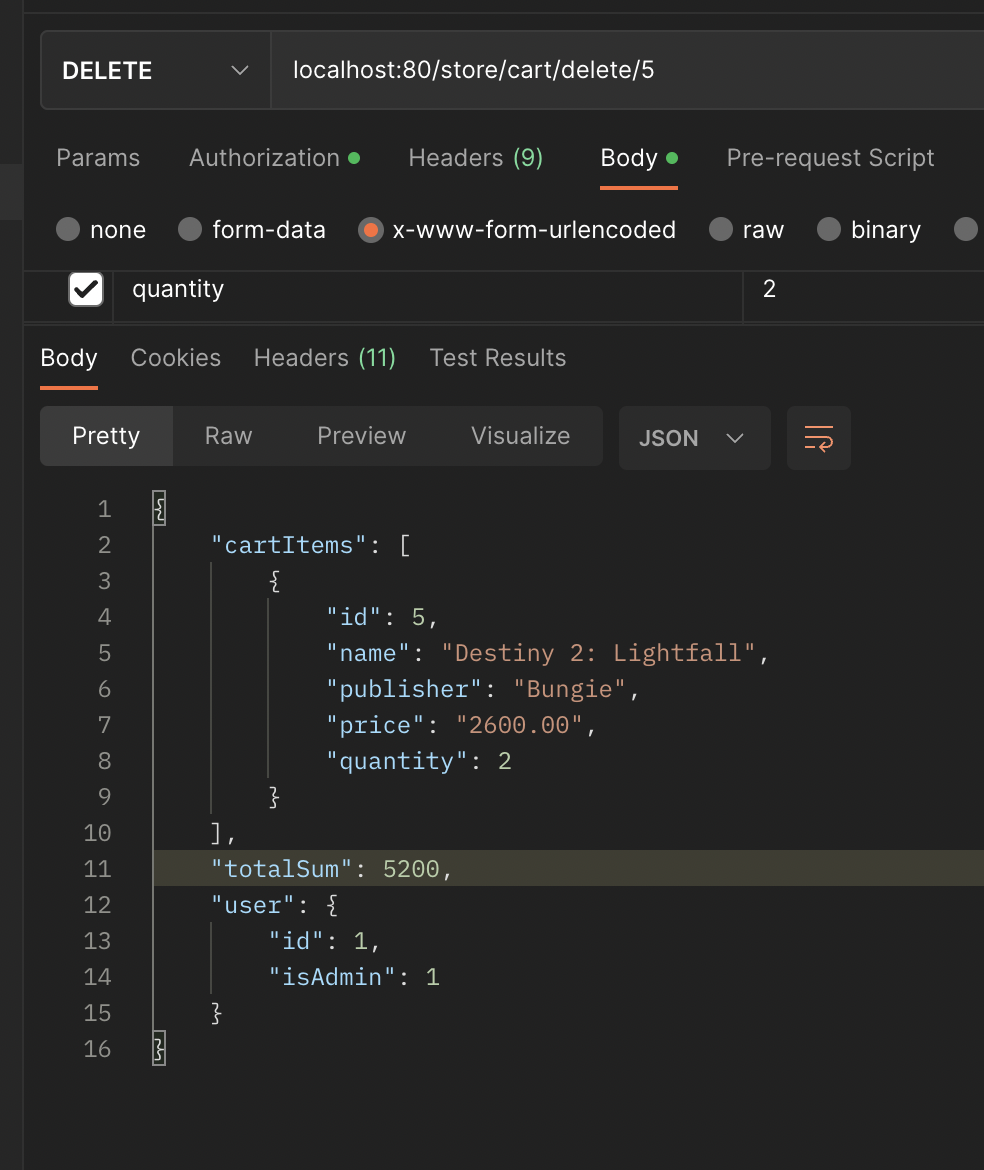 DELETE localhost:80/store/cart/delete/5
Params Authorization Headers (9) Body Pre-request Script
none form-data x-www-form-urlencoded raw binary
quantity 2
Body Cookies Headers (11) Test Results
Pretty Raw Preview Visualize JSON
1 {
2 "cartItems": [
3 {
4 "id": 5,
5 "name": "Destiny 2: Lightfall",
6 "publisher": "Bungie",
7 "price": "2600.00",
8 "quantity": 2
9 }
10 ],
11 "totalSum": 5200,
12 "user": {
13 "id": 1,
14 "isAdmin": 1
15 }
16 }